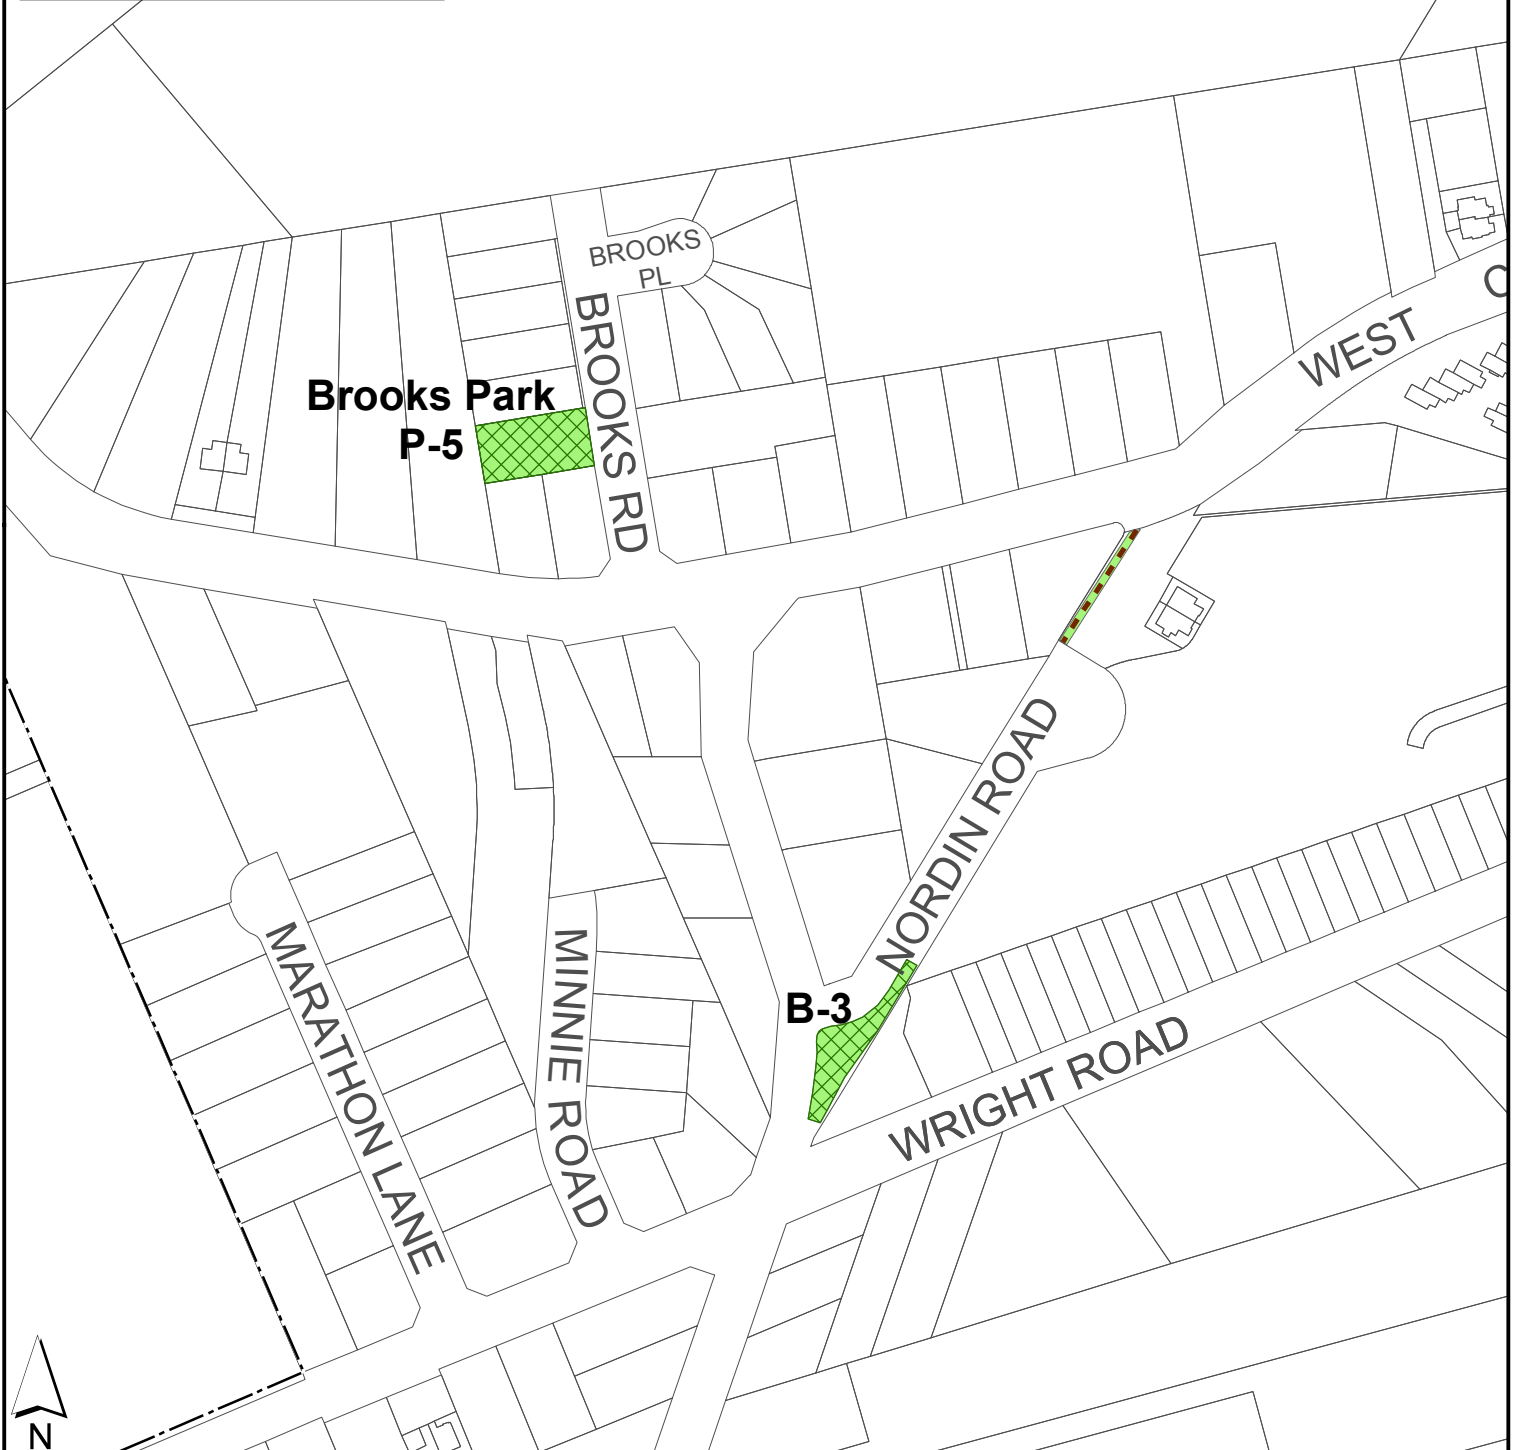 BROOKS
PL
BROOKS RD
WEST
C
Brooks Park
P-5
NORDIN ROAD
B-3
MARATHON LANE
MINNIE ROAD
WRIGHT ROAD
N